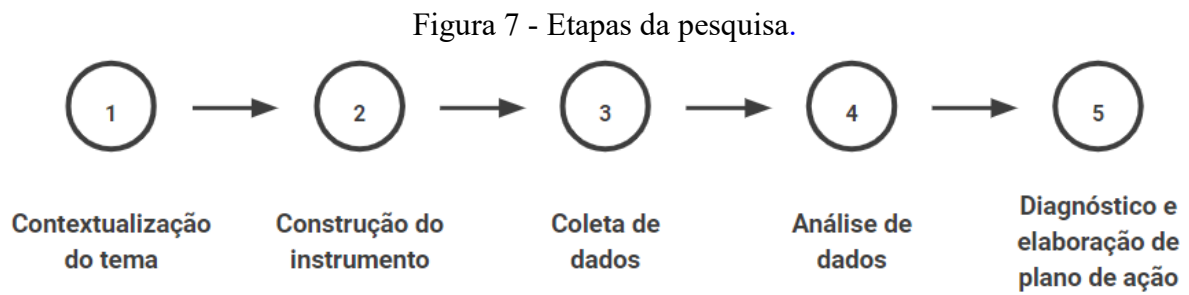 Figura 7 - Etapas da pesquisa.
1
2
3
4
5
Contextualização
do tema
Construção do
instrumento
Coleta de
dados
Análise de
dados
Diagnóstico e
elaboração de
plano de ação